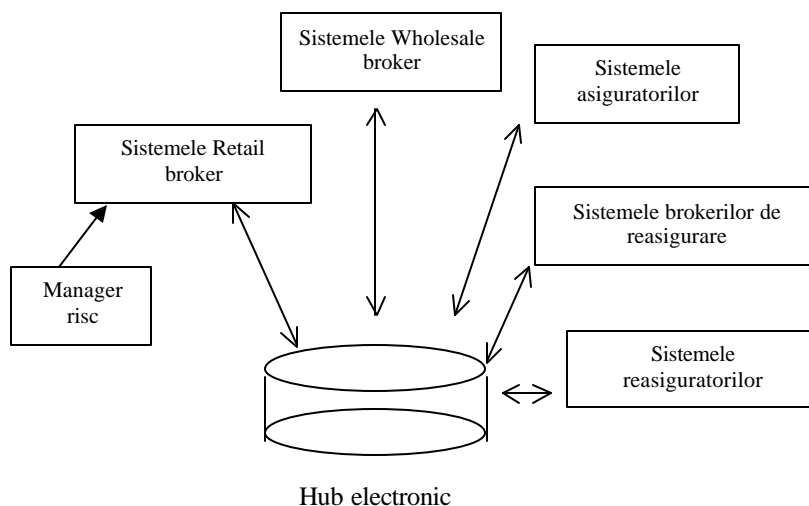 Sistemele Wholesale
broker
Sistemele
asiguratorilor
Sistemele Retail
broker
Sistemele brokerilor de
reasigurare
Manager
risc
Sistemele
reasiguratorilor
Hub electronic